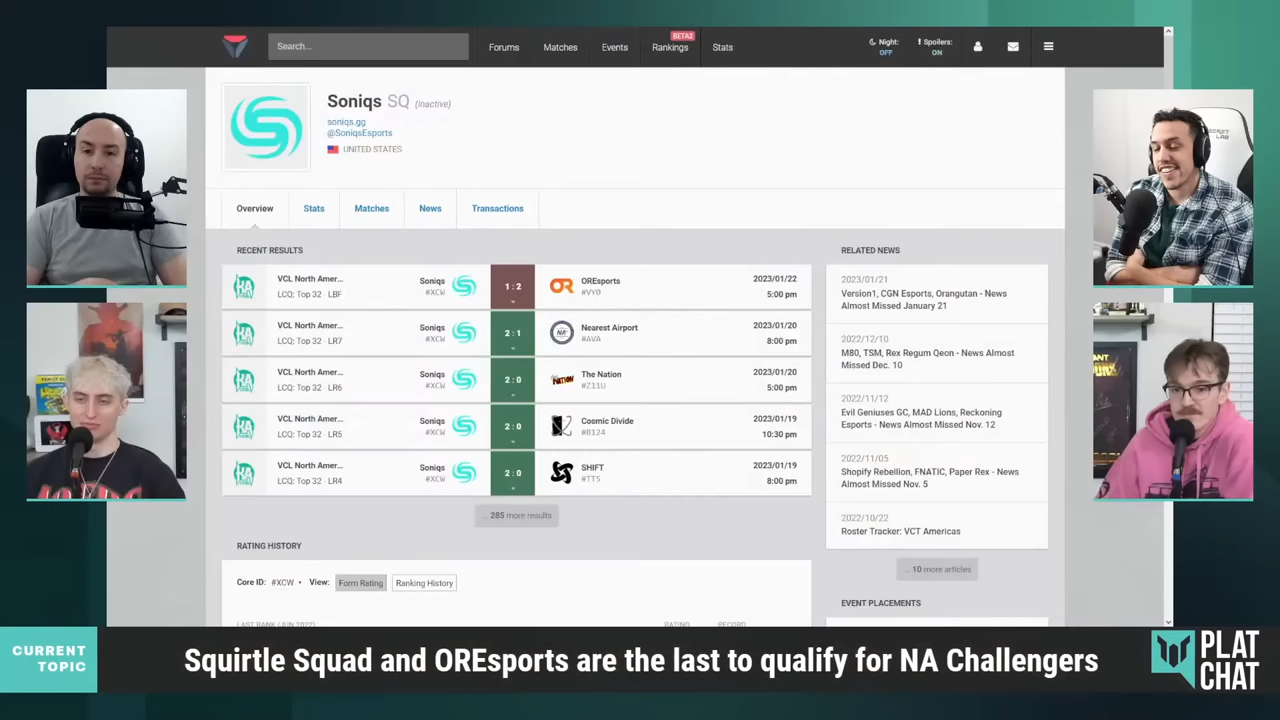 Search...
Forums
Matches
Events
Rankings
BETA2
Stats
Night:
OFF
Spoilers:
ON
Soniqs SQ (inactive)
soniqs.gg
@SoniqsEsports
UNITED STATES
Overview
Stats
Matches
News
Transactions
RECENT RESULTS
VCL North Amer...
LCQ: Top 32 · LBF
Soniqs
#XCW
1 : 2
OR
OREsports
#VY0
2023/01/22
5:00 pm
VCL North Amer...
LCQ: Top 32 · LR7
Soniqs
#XCW
2 : 1
Nearest Airport
#AVA
2023/01/20
8:00 pm
VCL North Amer...
LCQ: Top 32 · LR6
Soniqs
#XCW
2 : 0
The Nation
#Z11U
2023/01/20
5:00 pm
VCL North Amer...
LCQ: Top 32 · LR5
Soniqs
#XCW
2 : 0
Cosmic Divide
#B124
2023/01/19
10:30 pm
VCL North Amer...
LCQ: Top 32 · LR4
Soniqs
#XCW
2 : 0
SHIFT
#TT5
2023/01/19
8:00 pm
... 285 more results
RATING HISTORY
Core ID: #XCW • View: Form Rating Ranking History
LAST RANK (JUN 2022) RATING RECORD
RELATED NEWS
2023/01/21
Version1, CGN Esports, Orangutan - News
Almost Missed January 21
2022/12/10
M80, TSM, Rex Regum Qeon - News Almost
Missed Dec. 10
2022/11/12
Evil Geniuses GC, MAD Lions, Reckoning
Esports - News Almost Missed Nov. 12
2022/11/05
Shopify Rebellion, FNATIC, Paper Rex - News
Almost Missed Nov. 5
2022/10/22
Roster Tracker: VCT Americas
... 10 more articles
EVENT PLACEMENTS
SECRET
LAB
CURRENT
TOPIC
Squirtle Squad and OREsports are the last to qualify for NA Challengers
PLAT
CHAT